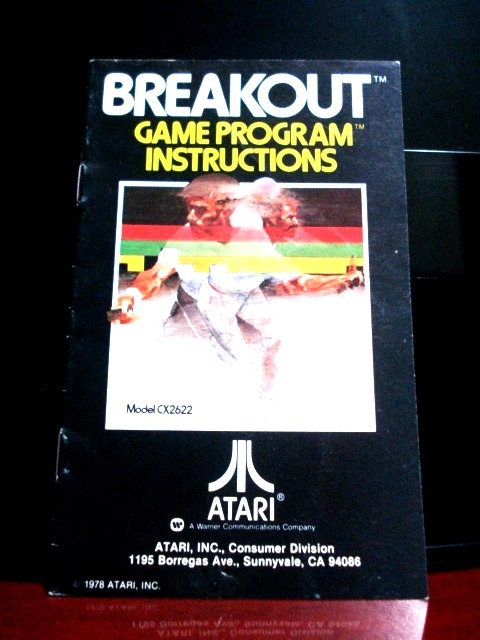 BREAKOUT™
GAME PROGRAM™
INSTRUCTIONS
Model CX2622
ATARI®
A Warner Communications Company
ATARI, INC., Consumer Division
1195 Borregas Ave., Sunnyvale, CA 94086
© 1978 ATARI, INC.